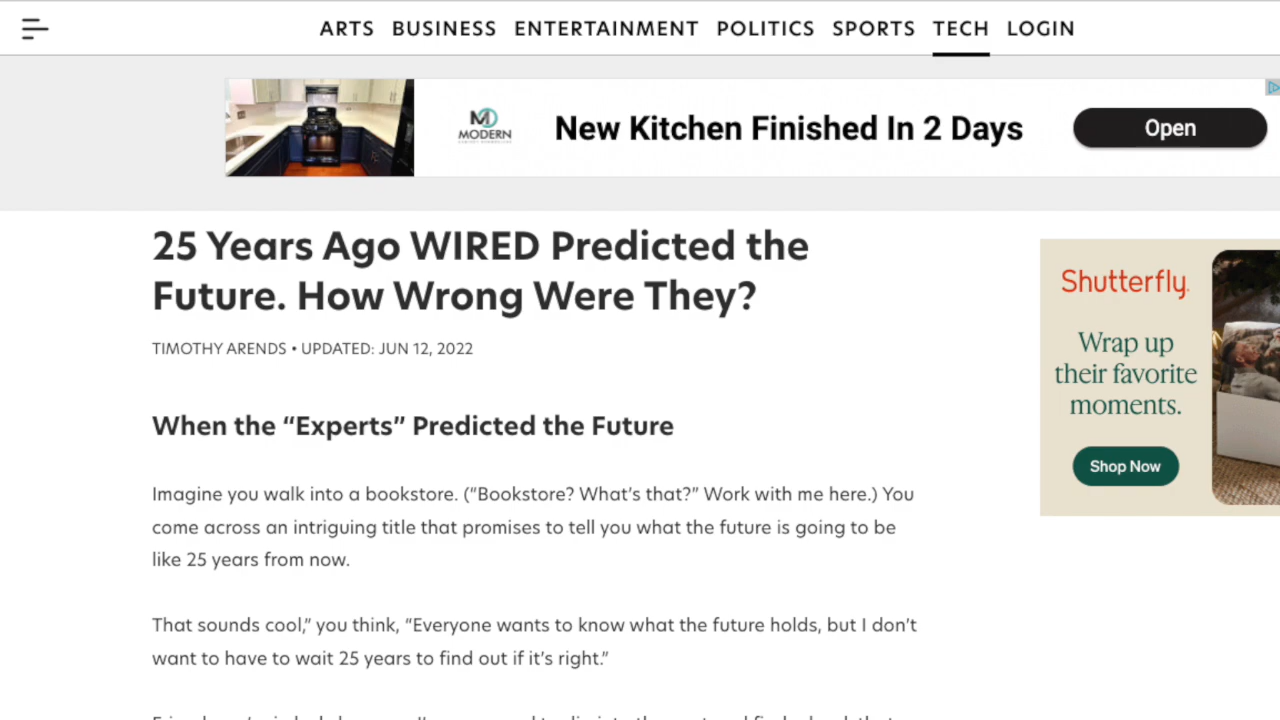 ARTS BUSINESS ENTERTAINMENT POLITICS SPORTS TECH LOGIN
MODERN
New Kitchen Finished In 2 Days
Open
25 Years Ago WIRED Predicted the
Future. How Wrong Were They?
TIMOTHY ARENDS • UPDATED: JUN 12, 2022
When the “Experts” Predicted the Future
Imagine you walk into a bookstore. (“Bookstore? What’s that?” Work with me here.) You
come across an intriguing title that promises to tell you what the future is going to be
like 25 years from now.
That sounds cool,” you think, “Everyone wants to know what the future holds, but I don’t
want to have to wait 25 years to find out if it’s right.”
Shutterfly.
Wrap up
their favorite
moments.
Shop Now